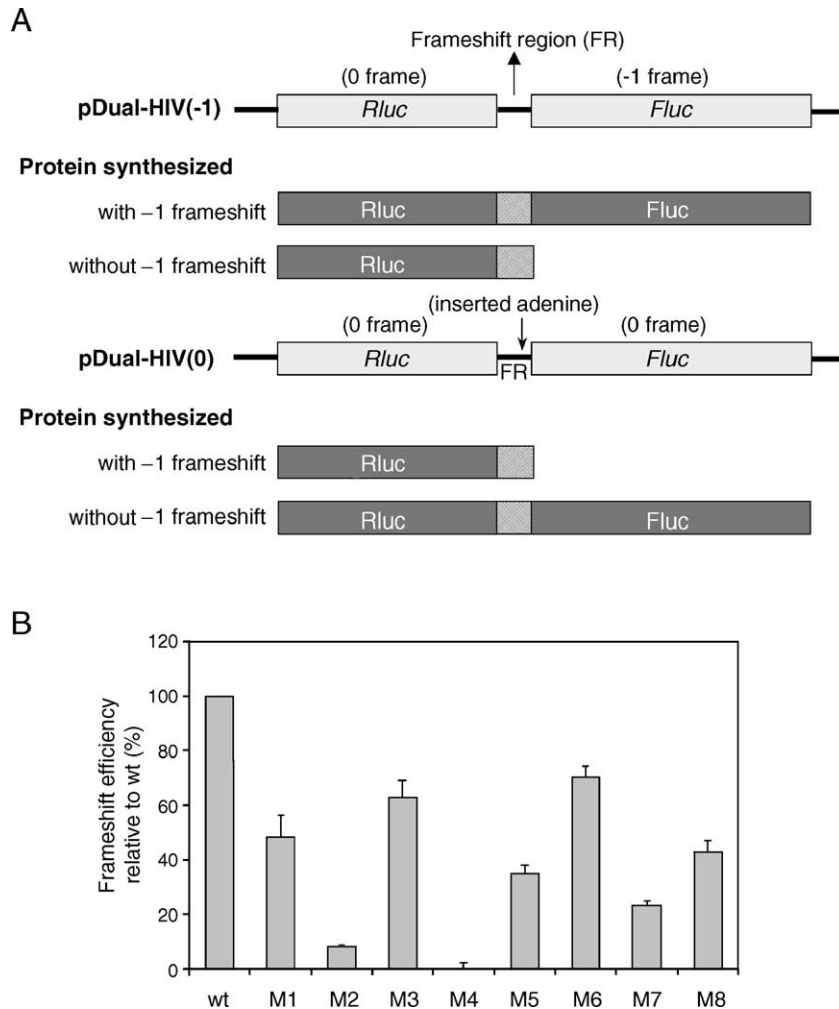 A
Frameshift region (FR)
(0 frame) (-1 frame)
pDual-HIV(-1) Rluc Fluc
Protein synthesized
with –1 frameshift Rluc Fluc
without –1 frameshift Rluc
(inserted adenine)
(0 frame) (0 frame)
pDual-HIV(0) Rluc FR Fluc
Protein synthesized
with –1 frameshift Rluc
without –1 frameshift Rluc Fluc
B
Frameshift efficiency
relative to wt (%)
120
100
80
60
40
20
0
wt M1 M2 M3 M4 M5 M6 M7 M8